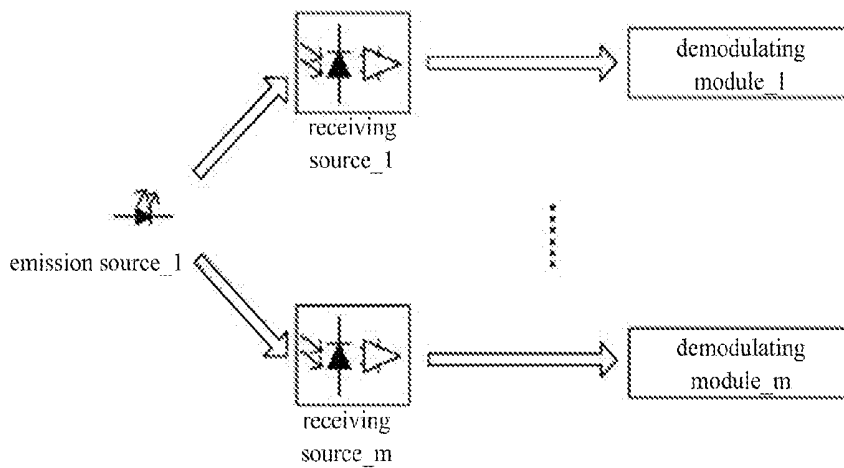 demodulating
module_1
receiving
source_1
emission source_1
demodulating
module_m
receiving
source_m